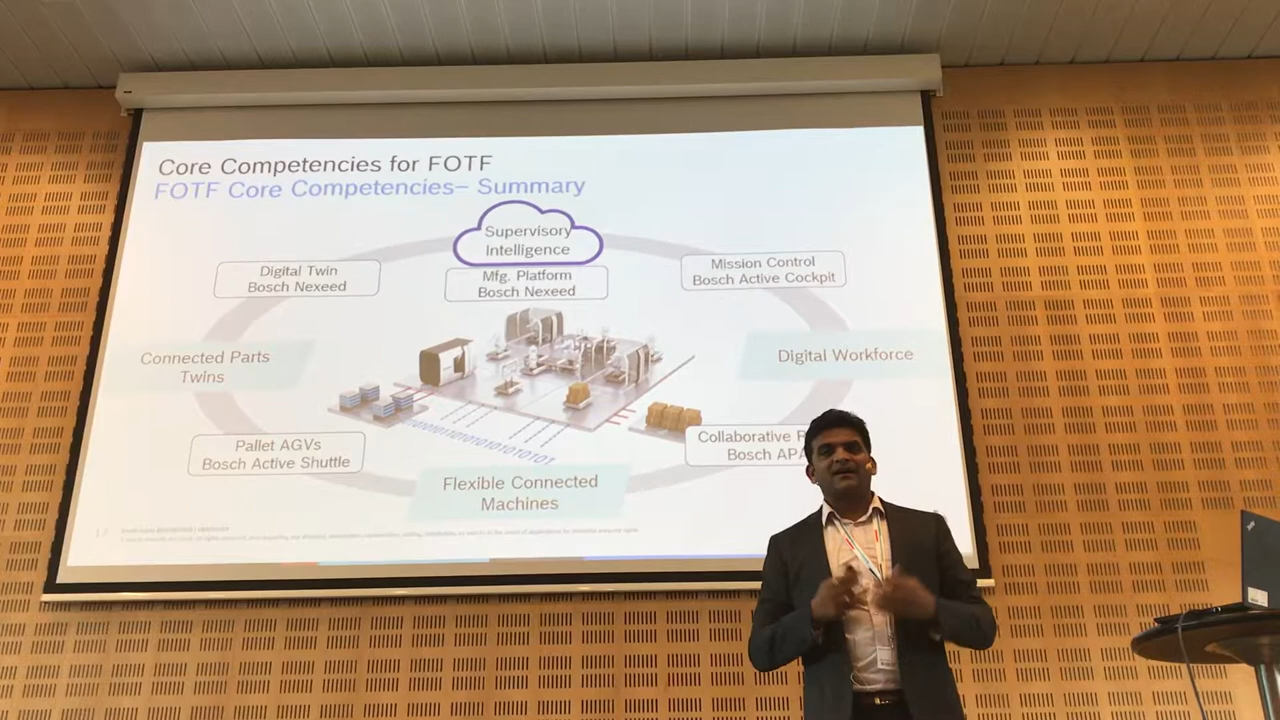 Core Competencies for FOTF
FOTF Core Competencies– Summary
Supervisory
Intelligence
Digital Twin
Bosch Nexeed
Mfg. Platform
Bosch Nexeed
Mission Control
Bosch Active Cockpit
Connected Parts
Twins
Digital Workforce
Pallet AGVs
Bosch Active Shuttle
Collaborative
Bosch
Flexible Connected
Machines